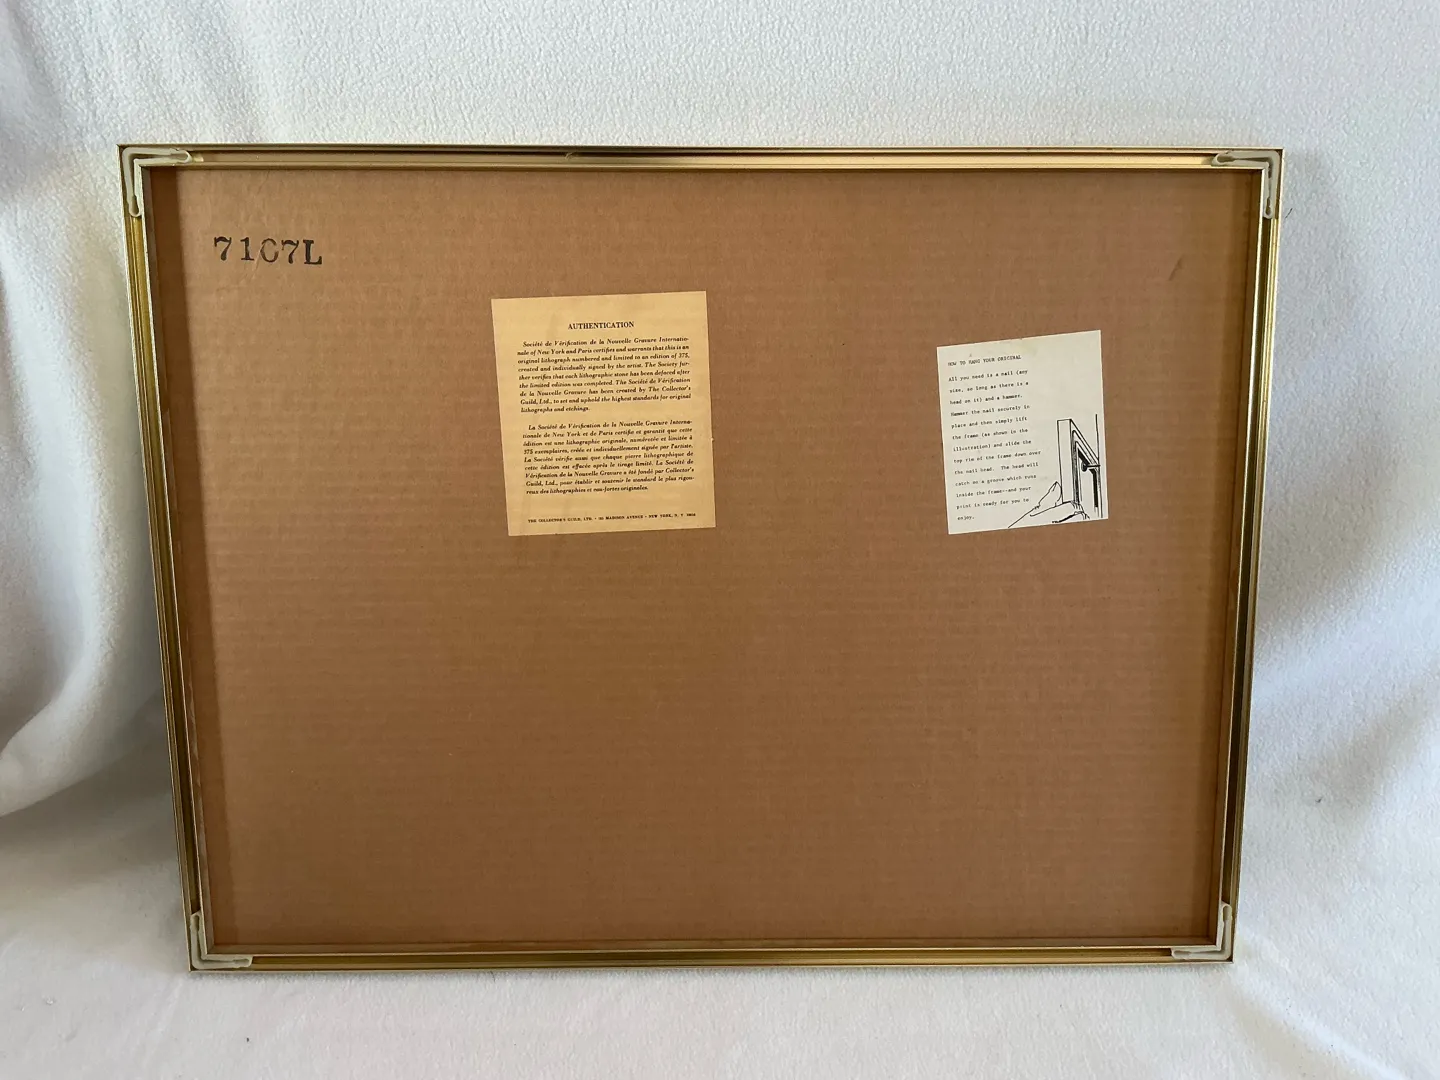 7107L
AUTHENTICATION
Société de Vérification de la Nouvelle Gravure Internatio-
nale of New York and Paris certifies and warrants that this is an
original lithograph numbered and limited to an edition of 375,
created and individually signed by the artist. The Society fur-
ther verifies that each lithographic stone has been defaced after
the limited edition was completed. The Société de Vérification
de la Nouvelle Gravure has been created by The Collector's
Guild, Ltd., to set and uphold the highest standards for original
lithographs and etchings.
La Société de Vérification de la Nouvelle Gravure Interna-
tionale de New York et de Paris certifie et garantit que cette
édition est une lithographie originale, numérotée et limitée à
375 exemplaires, créée et individuellement signée par l'artiste.
La Société vérifie aussi que chaque pierre lithographique de
cette édition est effacée après le tirage limité. La Société de
Vérification de la Nouvelle Gravure a été fondé par Collector's
Guild, Ltd., pour établir et soutenir le standard le plus rigou-
reux des lithographies et eau-fortes originales.
THE COLLECTOR'S GUILD, LTD. • MADISON AVENUE • NEW YORK, N. Y.
HOW TO HANG YOUR ORIGINAL
All you need is a nail (any
size, so long as there is a
head on it) and a hammer.
Hammer the nail securely in
place and then simply lift
the frame (as shown in the
illustration) and slide the
top rim of the frame down over
the nail head. The head will
catch on a groove which runs
inside the frame--and your
print is ready for you to
enjoy.